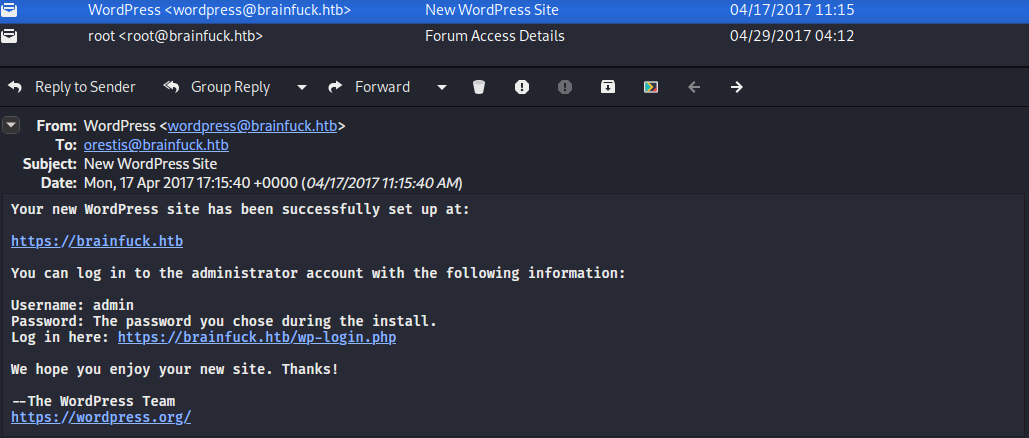 WordPress <wordpress@brainfuck.htb> New WordPress Site 04/17/2017 11:15
root <root@brainfuck.htb> Forum Access Details 04/29/2017 04:12
Reply to Sender Group Reply Forward
From: WordPress <wordpress@brainfuck.htb>
To: orestis@brainfuck.htb
Subject: New WordPress Site
Date: Mon, 17 Apr 2017 17:15:40 +0000 (04/17/2017 11:15:40 AM)
Your new WordPress site has been successfully set up at:
https://brainfuck.htb
You can log in to the administrator account with the following information:
Username: admin
Password: The password you chose during the install.
Log in here: https://brainfuck.htb/wp-login.php
We hope you enjoy your new site. Thanks!
--The WordPress Team
https://wordpress.org/